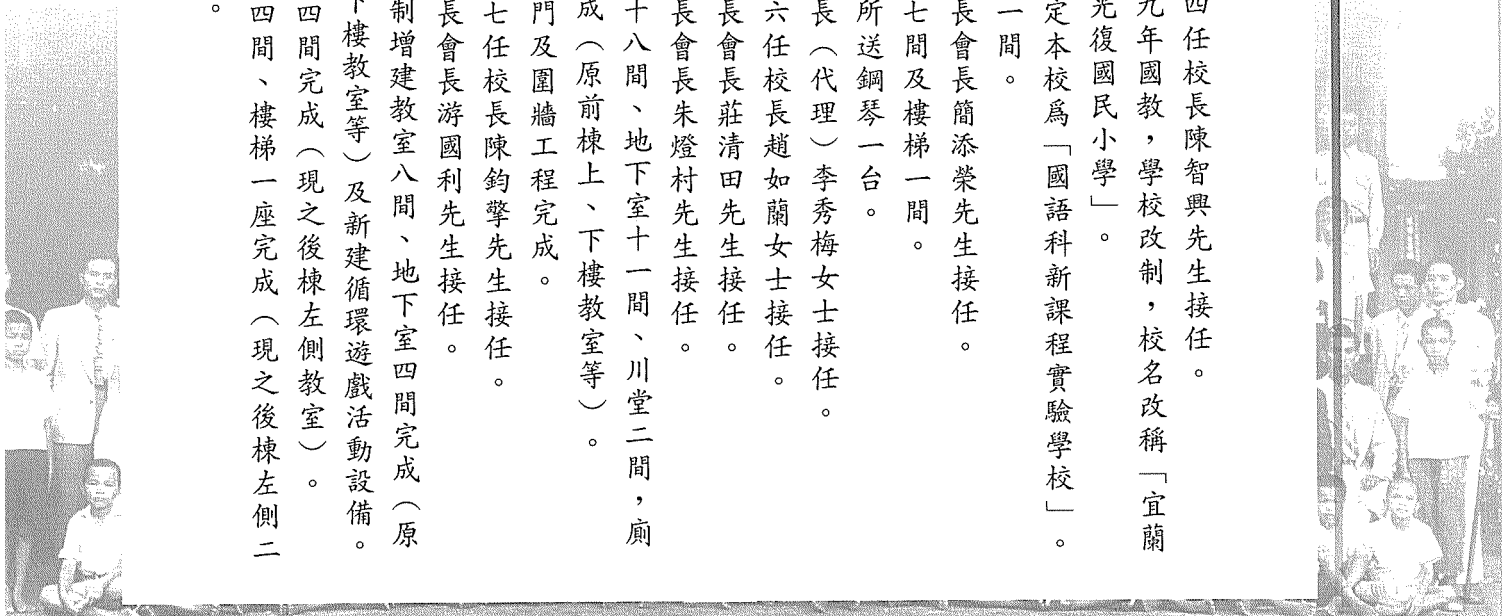 四任校長陳智興先生接任。
九年國教，學校改制，校名改稱「宜蘭
光復國民小學」。
定本校爲「國語科新課程實驗學校」。
一間。
長會長簡添榮先生接任。
七間及樓梯一間。
所送鋼琴一台。
長（代理）李秀梅女士接任。
六任校長趙如蘭女士接任。
長會長莊清田先生接任。
長會長朱燈村先生接任。
十八間、地下室十一間、川堂二間，廁
成（原前棟上、下樓教室等）。
門及圍牆工程完成。
七任校長陳鈞擎先生接任。
長會長游國利先生接任。
制增建教室八間、地下室四間完成（原
下樓教室等）及新建循環遊戲活動設備。
四間完成（現之後棟左側教室）。
四間、樓梯一座完成（現之後棟左側二
。